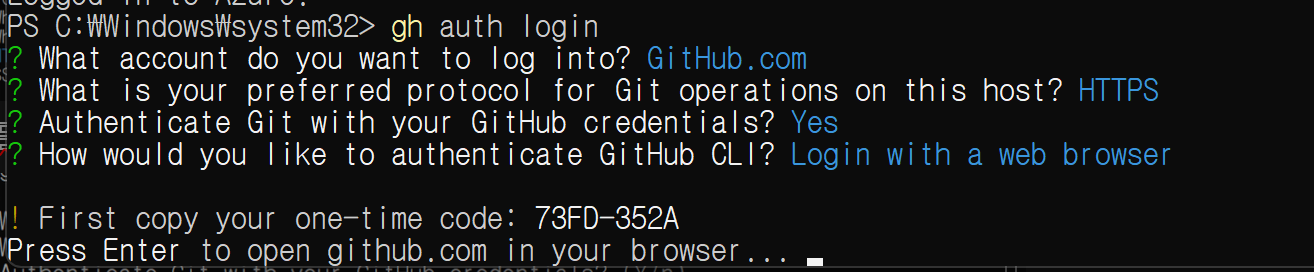 Logged in to Azure.
PS C:₩Windows₩system32> gh auth login
? What account do you want to log into? GitHub.com
? What is your preferred protocol for Git operations on this host? HTTPS
? Authenticate Git with your GitHub credentials? Yes
? How would you like to authenticate GitHub CLI? Login with a web browser
! First copy your one-time code: 73FD-352A
Press Enter to open github.com in your browser...
Authenticate Git with your GitHub credentials? (Y/n)